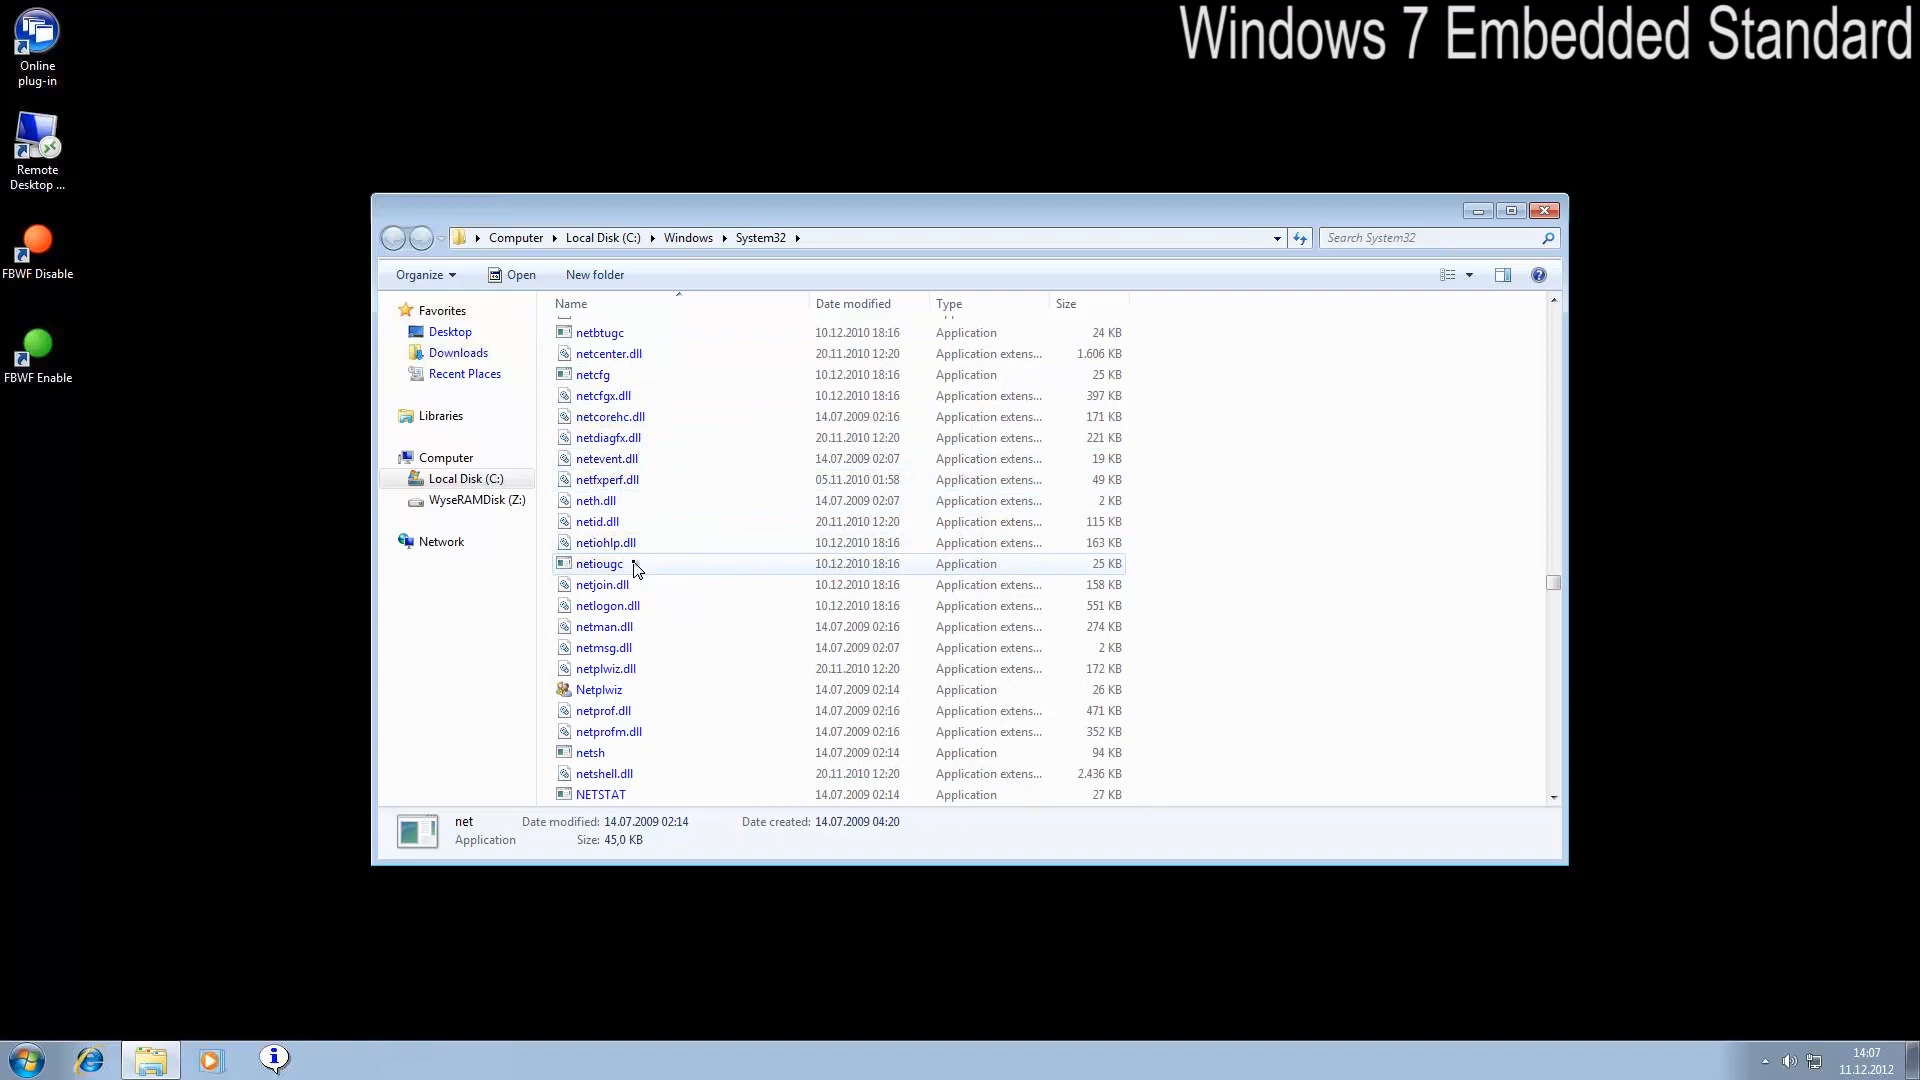 Windows 7 Embedded Standard
Online
plug-in
Remote
Desktop ...
FBWF Disable
FBWF Enable
Computer
Local Disk (C:)
Windows
System32
Search System32
Organize
Open
New folder
Favorites
Desktop
Downloads
Recent Places
Libraries
Computer
Local Disk (C:)
WyseRAMDisk (Z:)
Network
Name Date modified Type Size
netbtugc 10.12.2010 18:16 Application 24 KB
netcenter.dll 20.11.2010 12:20 Application extens... 1.606 KB
netcfg 10.12.2010 18:16 Application 25 KB
netcfgx.dll 10.12.2010 18:16 Application extens... 397 KB
netcorehc.dll 14.07.2009 02:16 Application extens... 171 KB
netdiagfx.dll 20.11.2010 12:20 Application extens... 221 KB
netevent.dll 14.07.2009 02:07 Application extens... 19 KB
netfxperf.dll 05.11.2010 01:58 Application extens... 49 KB
neth.dll 14.07.2009 02:07 Application extens... 2 KB
netid.dll 20.11.2010 12:20 Application extens... 115 KB
netiohlp.dll 10.12.2010 18:16 Application extens... 163 KB
netiougc 10.12.2010 18:16 Application 25 KB
netjoin.dll 10.12.2010 18:16 Application extens... 158 KB
netlogon.dll 10.12.2010 18:16 Application extens... 551 KB
netman.dll 14.07.2009 02:16 Application extens... 274 KB
netmsg.dll 14.07.2009 02:07 Application extens... 2 KB
netplwiz.dll 20.11.2010 12:20 Application extens... 172 KB
Netplwiz 14.07.2009 02:14 Application 26 KB
netprof.dll 14.07.2009 02:16 Application extens... 471 KB
netprofm.dll 14.07.2009 02:16 Application extens... 352 KB
netsh 14.07.2009 02:14 Application 94 KB
netshell.dll 20.11.2010 12:20 Application extens... 2.436 KB
NETSTAT 14.07.2009 02:14 Application 27 KB
net Date modified: 14.07.2009 02:14 Date created: 14.07.2009 04:20
Application Size: 45,0 KB
14:07
11.12.2012